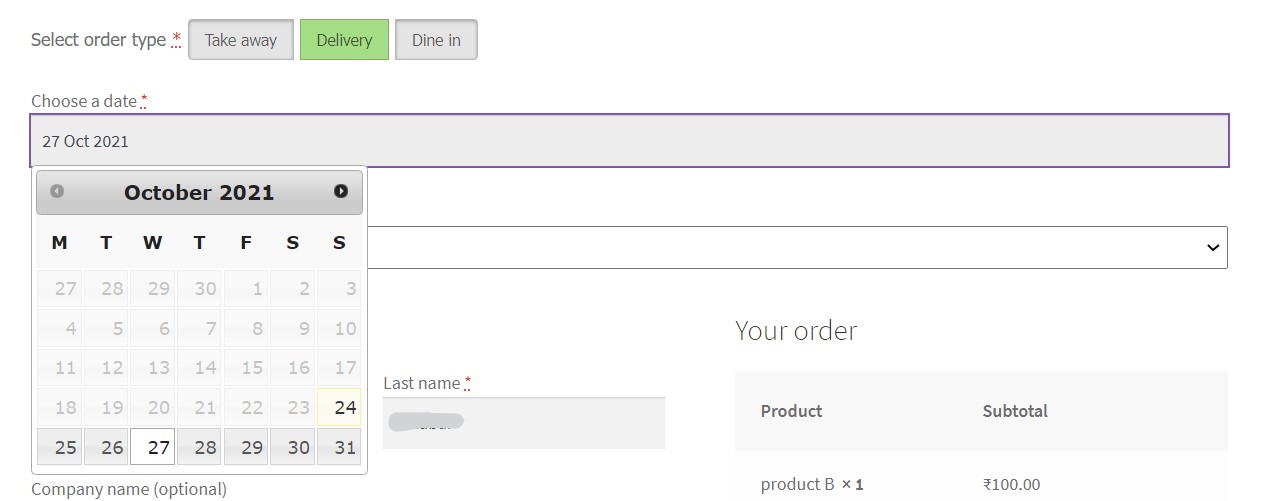 Select order type * Take away Delivery Dine in
Choose a date *
27 Oct 2021
October 2021
M T W T F S S
27 28 29 30 1 2 3
4 5 6 7 8 9 10
11 12 13 14 15 16 17
18 19 20 21 22 23 24
25 26 27 28 29 30 31
Company name (optional)
Last name *
Your order
Product Subtotal
product B × 1 ₹100.00